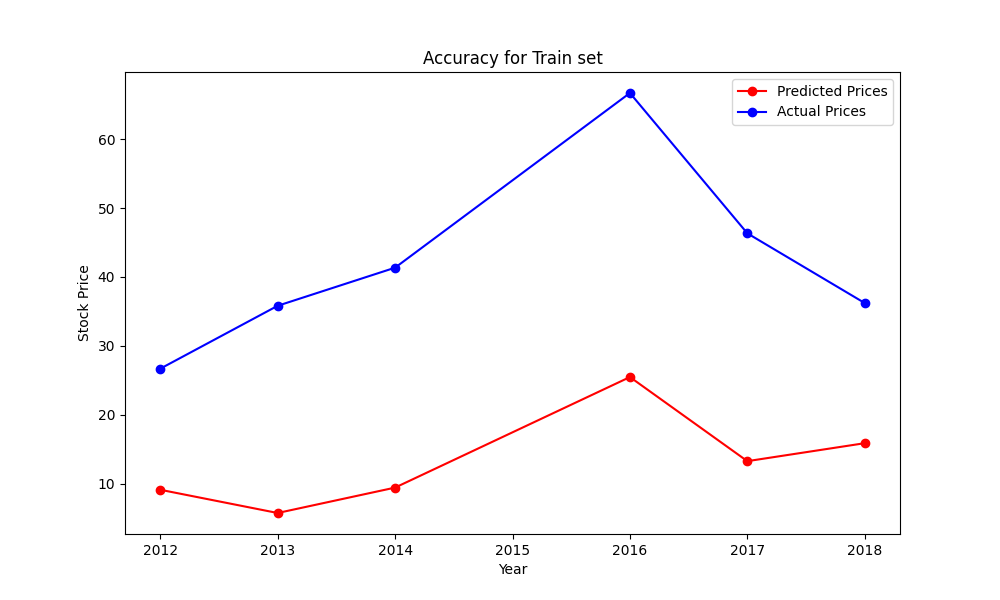 Accuracy for Train set
Predicted Prices
Actual Prices
60
50
40
30
20
10
Stock Price
2012 2013 2014 2015 2016 2017 2018
Year